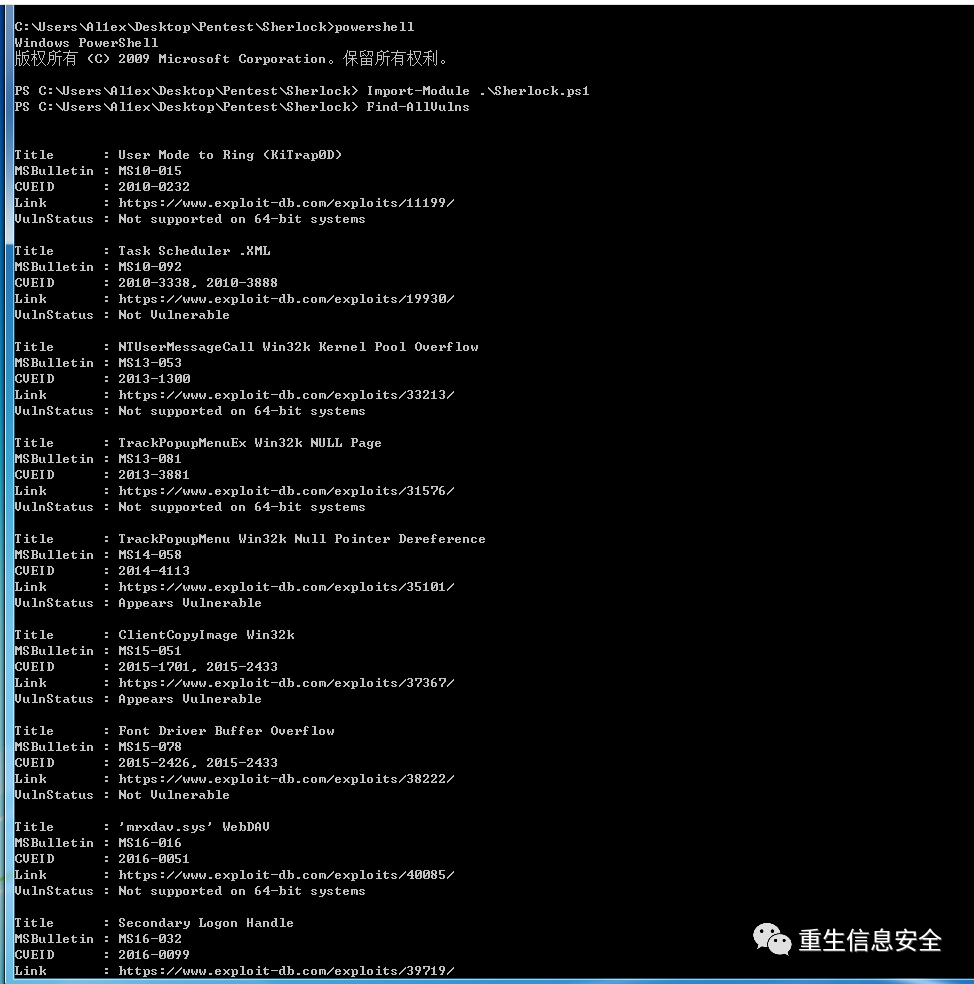 C:\Users\Al1ex\Desktop\Pentest\Sherlock>powershell
Windows PowerShell
版权所有 (C) 2009 Microsoft Corporation。保留所有权利。
PS C:\Users\Al1ex\Desktop\Pentest\Sherlock> Import-Module .\Sherlock.ps1
PS C:\Users\Al1ex\Desktop\Pentest\Sherlock> Find-AllVulns
Title      : User Mode to Ring (KiTrap0D)
MSBulletin : MS10-015
CVEID      : 2010-0232
Link       : https://www.exploit-db.com/exploits/11199/
VulnStatus : Not supported on 64-bit systems
Title      : Task Scheduler .XML
MSBulletin : MS10-092
CVEID      : 2010-3338, 2010-3888
Link       : https://www.exploit-db.com/exploits/19930/
VulnStatus : Not Vulnerable
Title      : NTUserMessageCall Win32k Kernel Pool Overflow
MSBulletin : MS13-053
CVEID      : 2013-1300
Link       : https://www.exploit-db.com/exploits/33213/
VulnStatus : Not supported on 64-bit systems
Title      : TrackPopupMenuEx Win32k NULL Page
MSBulletin : MS13-081
CVEID      : 2013-3881
Link       : https://www.exploit-db.com/exploits/31576/
VulnStatus : Not supported on 64-bit systems
Title      : TrackPopupMenu Win32k Null Pointer Dereference
MSBulletin : MS14-058
CVEID      : 2014-4113
Link       : https://www.exploit-db.com/exploits/35101/
VulnStatus : Appears Vulnerable
Title      : ClientCopyImage Win32k
MSBulletin : MS15-051
CVEID      : 2015-1701, 2015-2433
Link       : https://www.exploit-db.com/exploits/37367/
VulnStatus : Appears Vulnerable
Title      : Font Driver Buffer Overflow
MSBulletin : MS15-078
CVEID      : 2015-2426, 2015-2433
Link       : https://www.exploit-db.com/exploits/38222/
VulnStatus : Not Vulnerable
Title      : 'mrxdav.sys' WebDAV
MSBulletin : MS16-016
CVEID      : 2016-0051
Link       : https://www.exploit-db.com/exploits/40085/
VulnStatus : Not supported on 64-bit systems
Title      : Secondary Logon Handle
MSBulletin : MS16-032
CVEID      : 2016-0099
Link       : https://www.exploit-db.com/exploits/39719/
重生信息安全